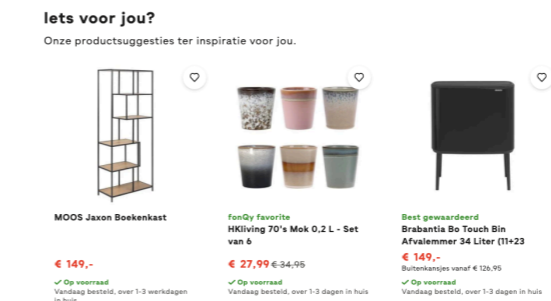 Iets voor jou?
Onze productsuggesties ter inspiratie voor jou.
MOOS Jaxon Boekenkast
€ 149,-
✓ Op voorraad
Vandaag besteld, over 1-3 werkdagen
in huis
fonQy favorite
HKliving 70's Mok 0,2 L - Set
van 6
€ 27,99 € 34,95
✓ Op voorraad
Vandaag besteld, over 1-3 dagen in huis
Best gewaardeerd
Brabantia Bo Touch Bin
Afvalemmer 34 Liter (11+23
€ 149,-
Buitenkansjes vanaf € 126,95
✓ Op voorraad
Vandaag besteld, over 1-3 dagen in huis